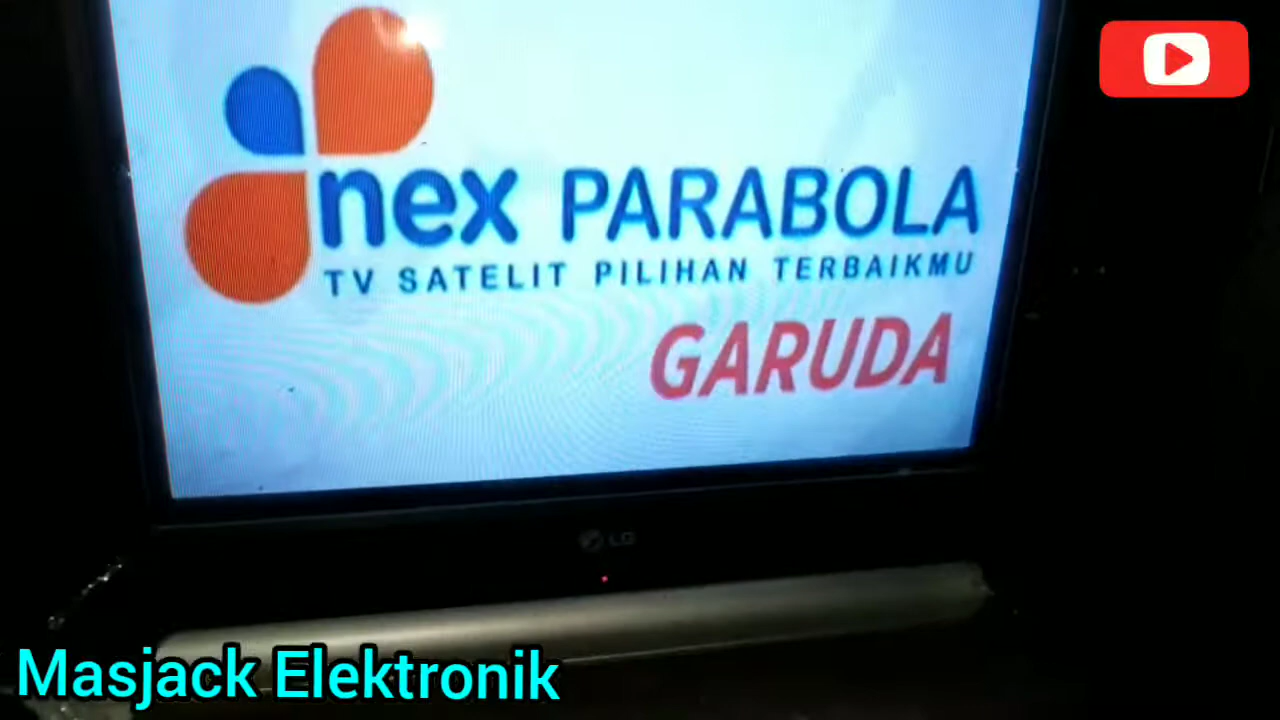 nex PARABOLA
TV SATELIT PILIHAN TERBAIKMU
GARUDA
LG
Masjack Elektronik